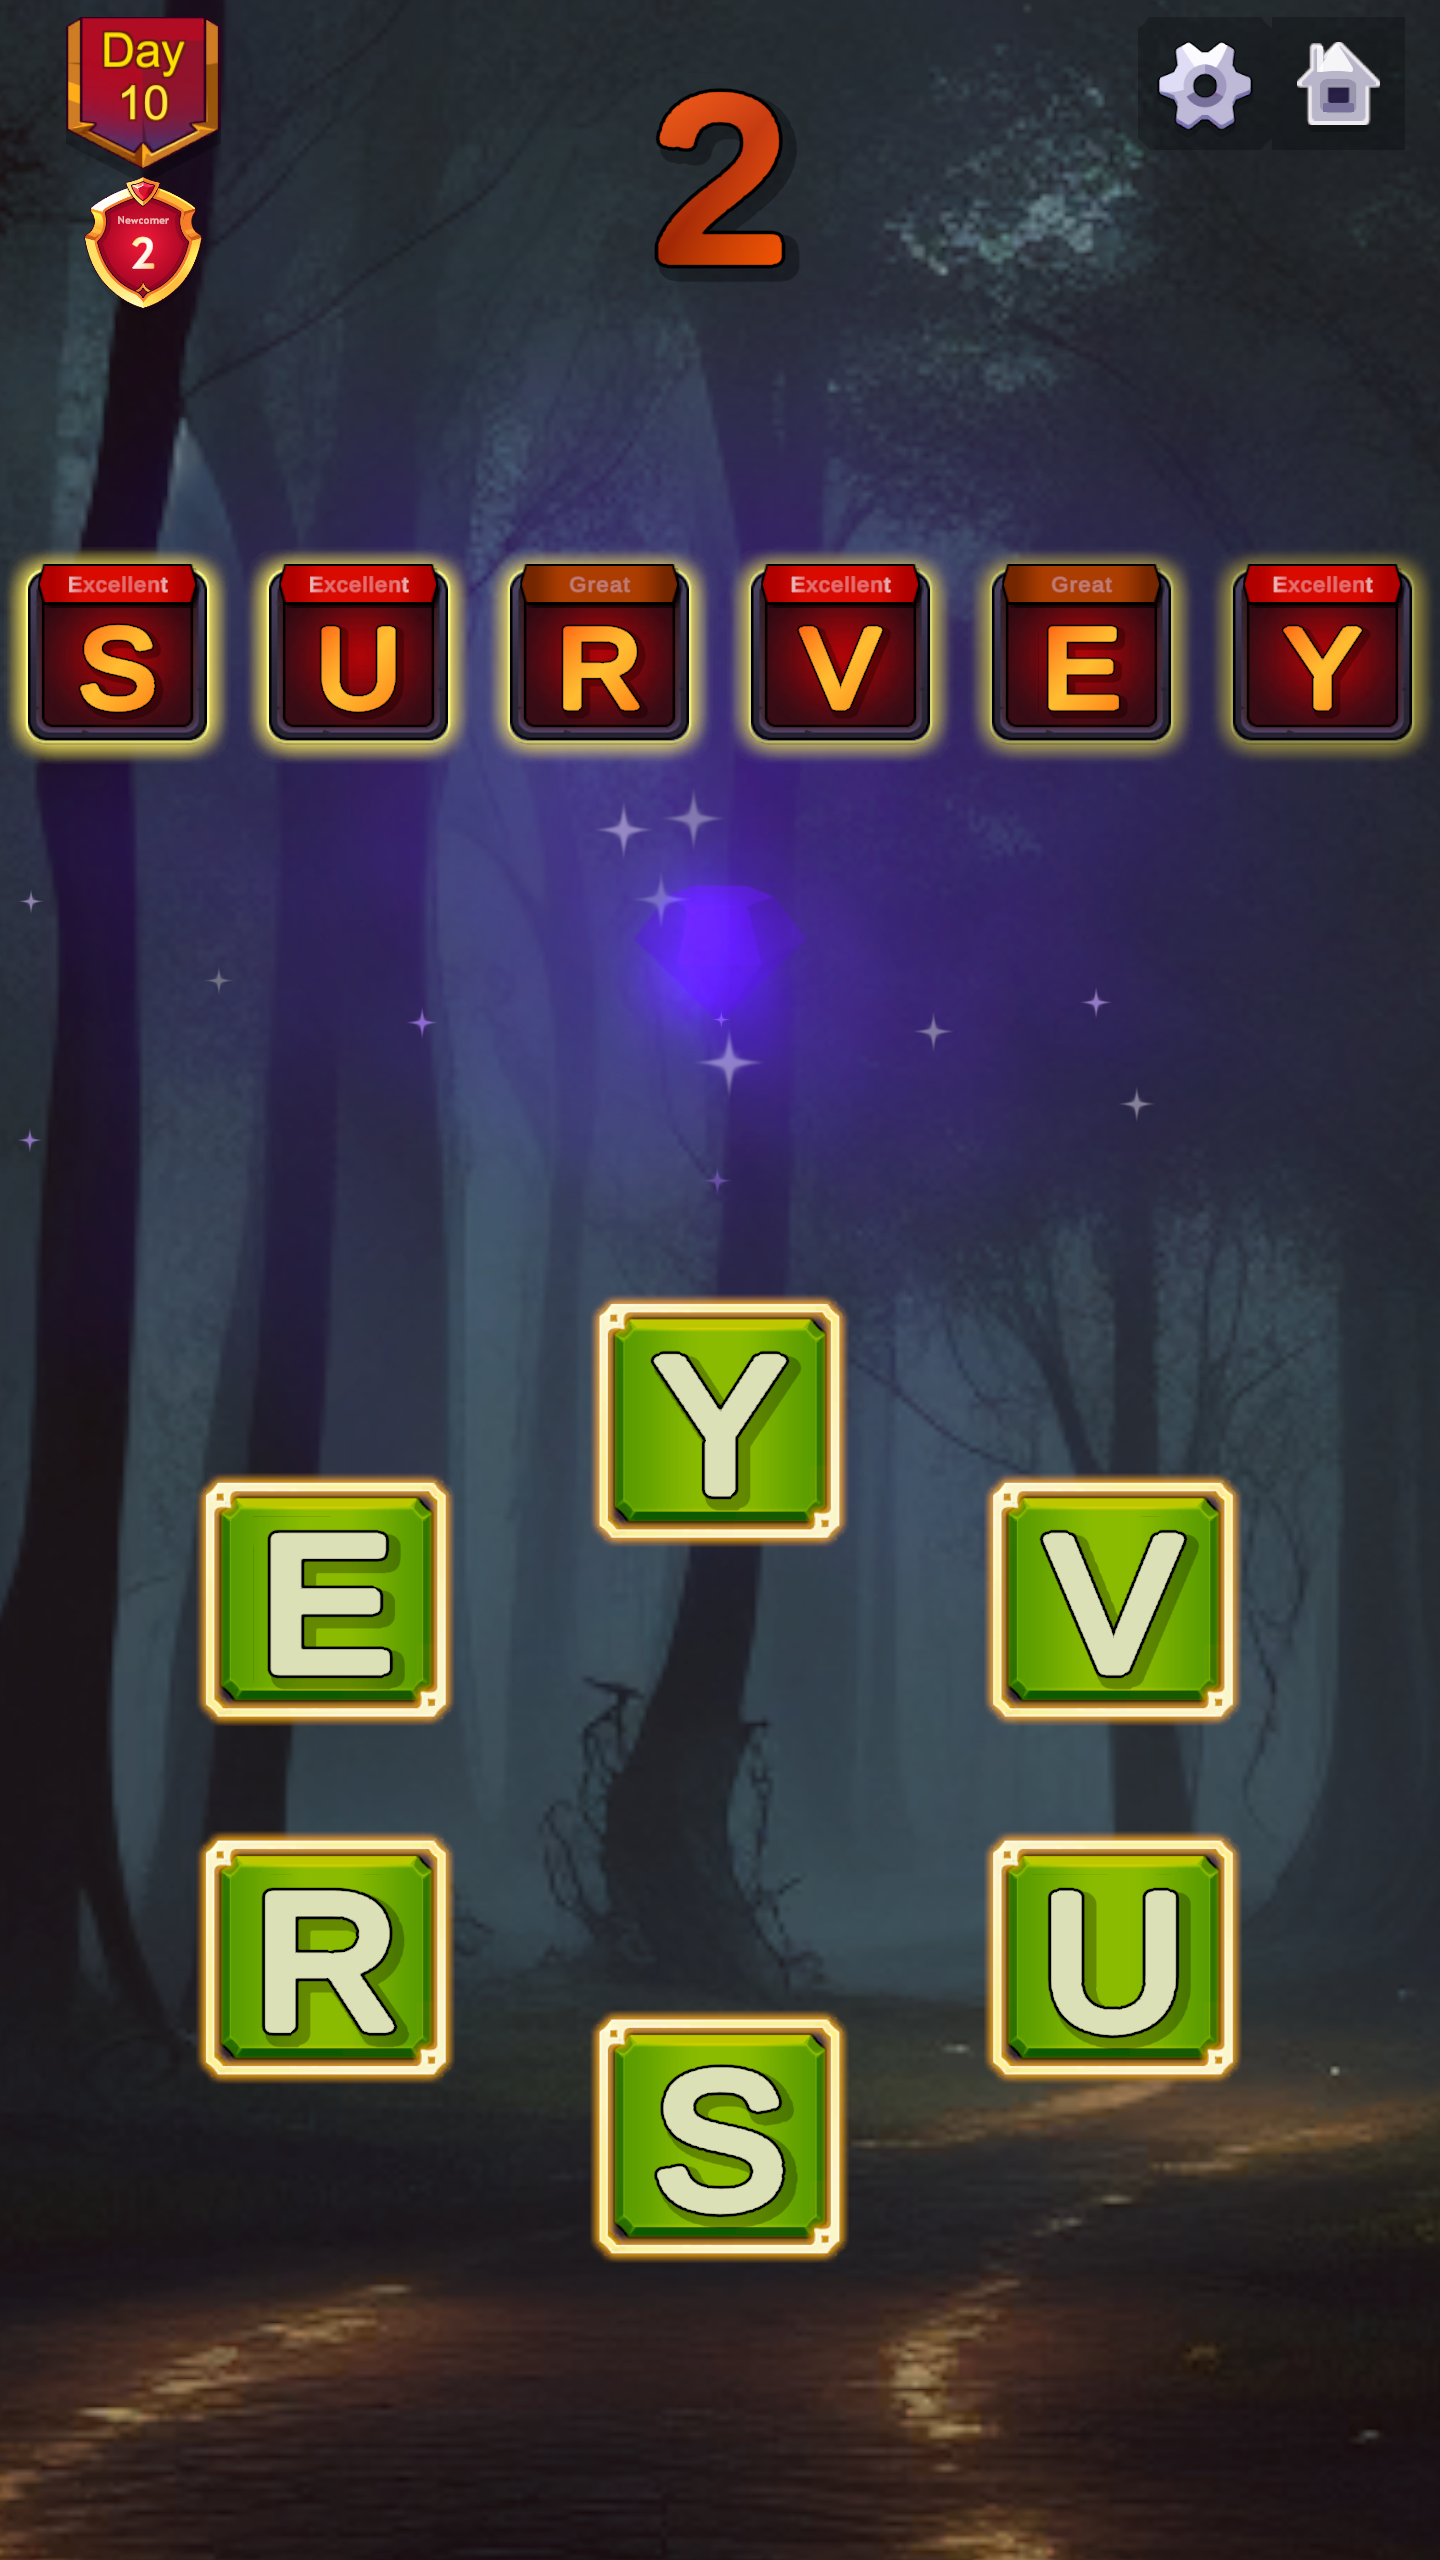 Day
10
2
Newcomer
2
Excellent Excellent Great Excellent Great Excellent
S U R V E Y
Y
E V
R U
S